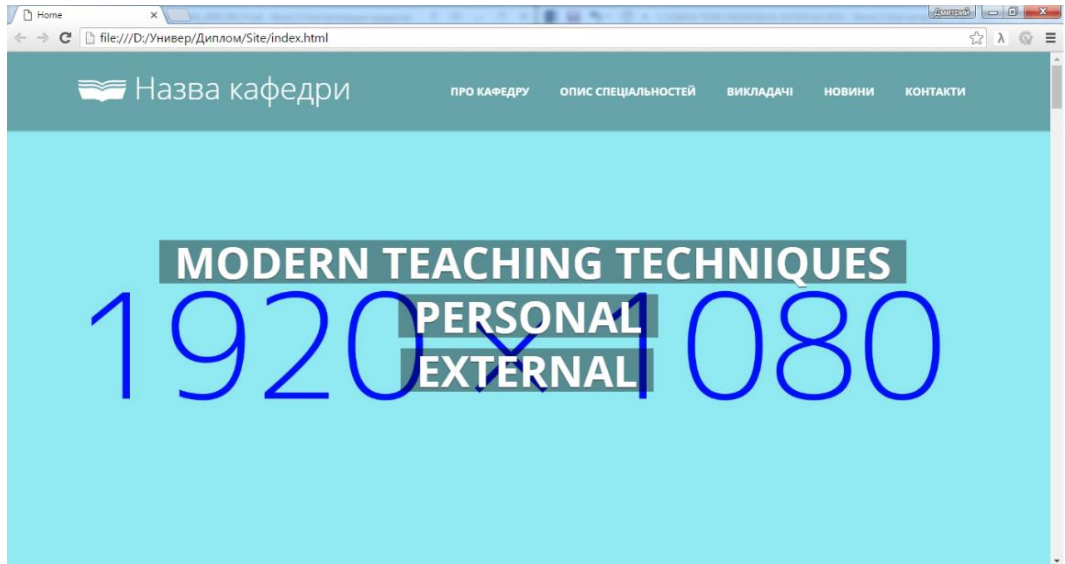 Home
Дмитрий
file:///D:/Универ/Диплом/Site/index.html
Назва кафедри
ПРО КАФЕДРУ ОПИС СПЕЦІАЛЬНОСТЕЙ ВИКЛАДАЧІ НОВИНИ КОНТАКТИ
MODERN TEACHING TECHNIQUES
PERSONAL
1920 × 1080
EXTERNAL